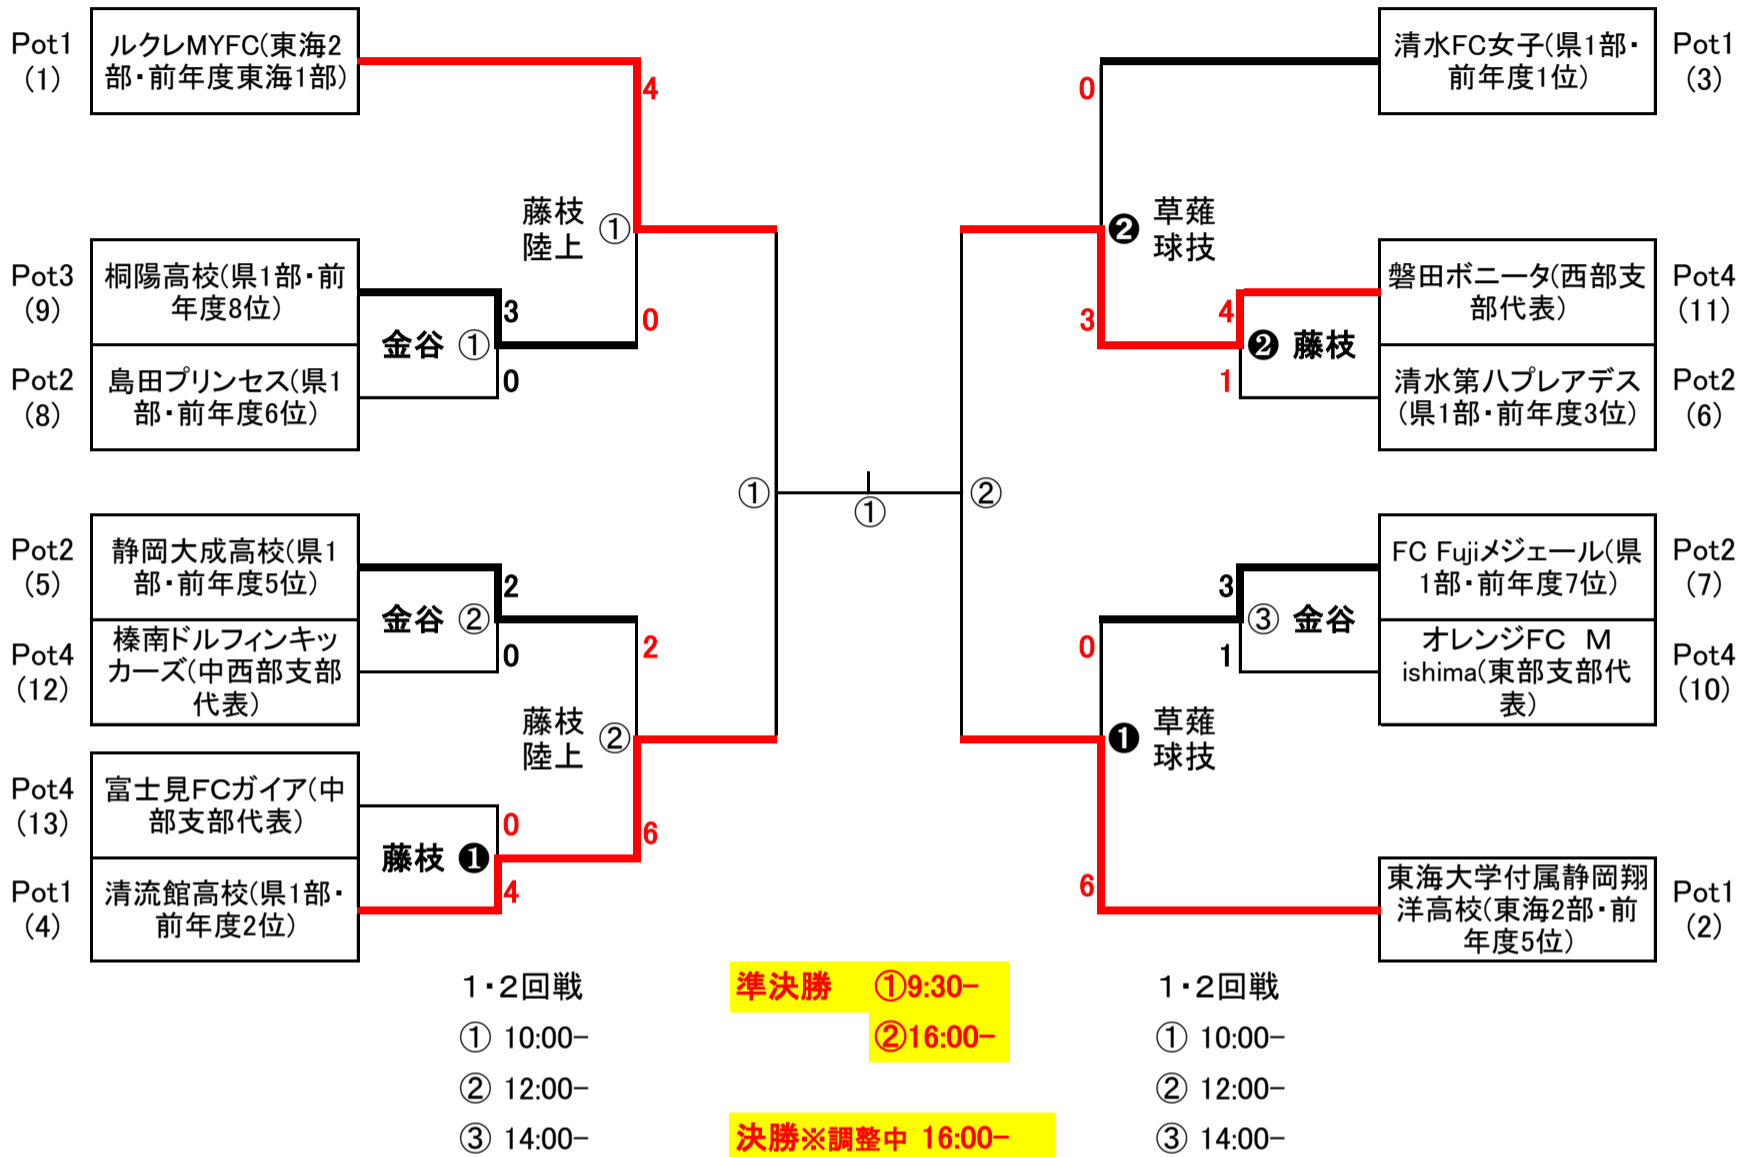 Pot1
(1)
ルクレMYFC(東海2
部・前年度東海1部)
4
0
清水FC女子(県1部・
前年度1位)
Pot1
(3)
藤枝
陸上
①
❷
草薙
球技
Pot3
(9)
桐陽高校(県1部・前
年度8位)
3
0
3
4
磐田ボニータ(西部支
部代表)
Pot4
(11)
金谷 ①
❷ 藤枝
Pot2
(8)
島田プリンセス(県1
部・前年度6位)
0
1
清水第八プレアデス
(県1部・前年度3位)
Pot2
(6)
①
①
②
Pot2
(5)
静岡大成高校(県1
部・前年度5位)
2
3
FC Fujiメジェール(県
1部・前年度7位)
Pot2
(7)
金谷 ②
③ 金谷
Pot4
(12)
榛南ドルフィンキッ
カーズ(中西部支部
代表)
0
2
0
1
オレンジFC M
ishima(東部支部代
表)
Pot4
(10)
藤枝
陸上
②
❶
草薙
球技
Pot4
(13)
富士見FCガイア(中
部支部代表)
0
6
藤枝 ❶
Pot1
(4)
清流館高校(県1部・
前年度2位)
4
6
東海大学付属静岡翔
洋高校(東海2部・前
年度5位)
Pot1
(2)
1・2回戦
① 10:00−
② 12:00−
③ 14:00−
準決勝 ①9:30−
②16:00−
決勝※調整中 16:00−
1・2回戦
① 10:00−
② 12:00−
③ 14:00−